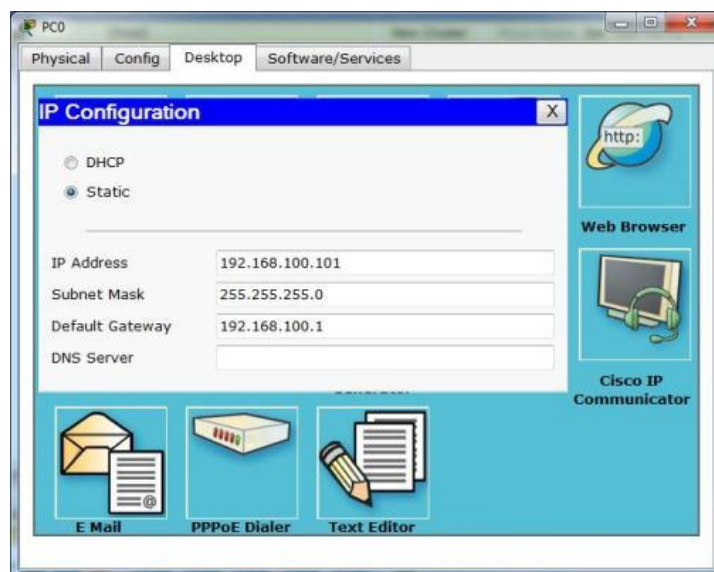 PC0
Physical Config Desktop Software/Services
IP Configuration X
DHCP
Static
IP Address 192.168.100.101
Subnet Mask 255.255.255.0
Default Gateway 192.168.100.1
DNS Server
http:
Web Browser
Cisco IP
Communicator
@
E Mail
PPPoE Dialer
Text Editor